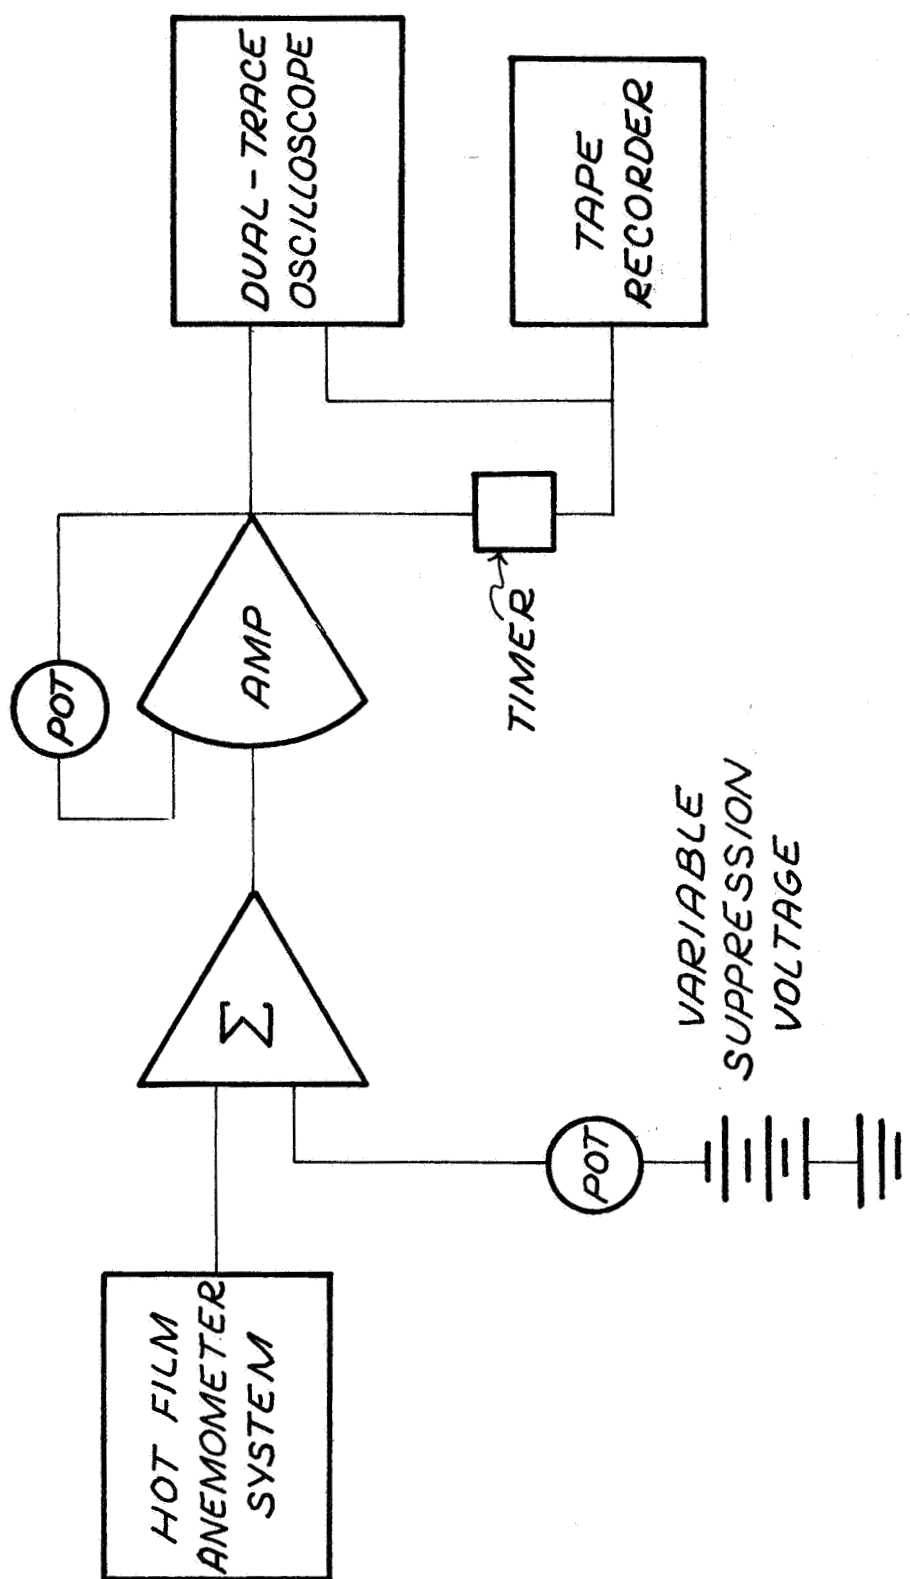 HOT FILM
ANEMOMETER
SYSTEM
Σ
POT
VARIABLE
SUPPRESSION
VOLTAGE
POT
AMP
TIMER
DUAL-TRACE
OSCILLOSCOPE
TAPE
RECORDER